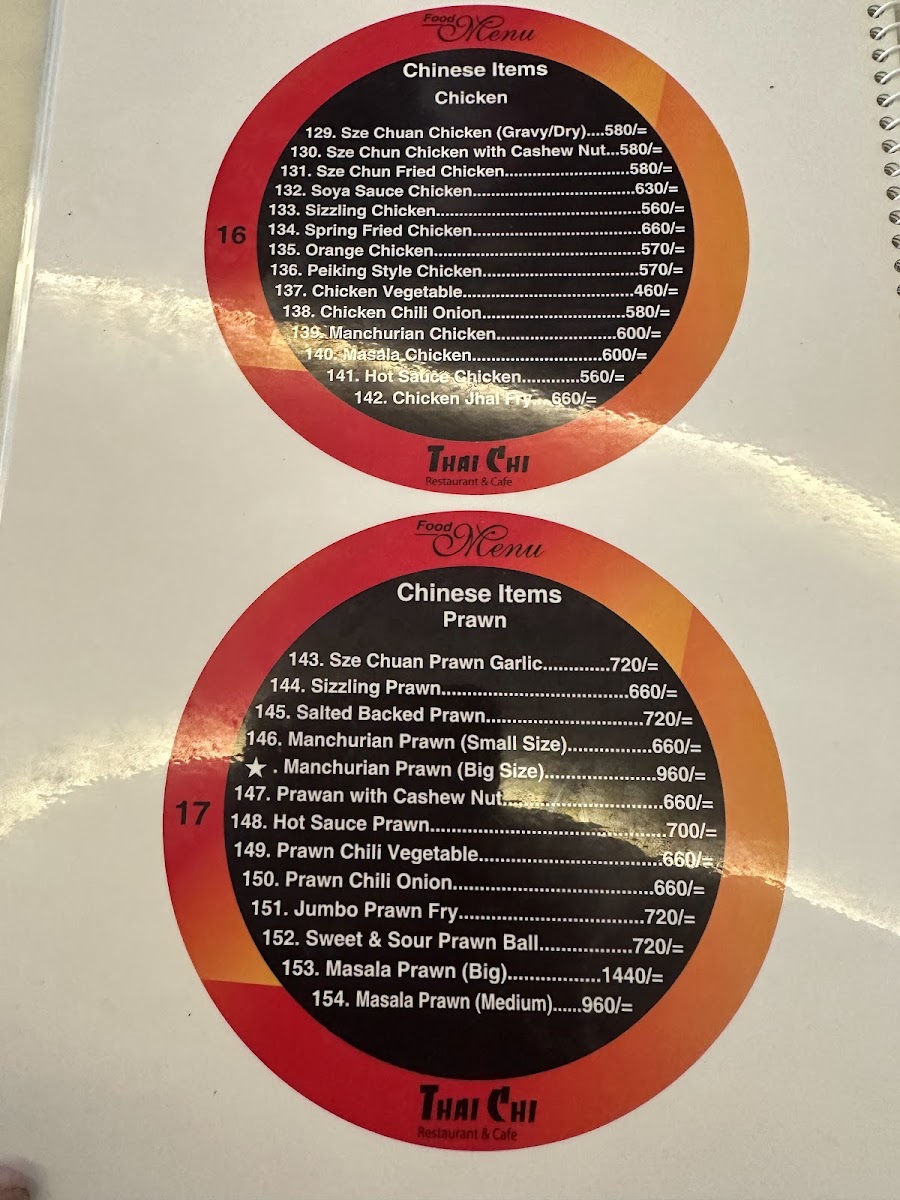 Food
Menu
Chinese Items
Chicken
129. Sze Chuan Chicken (Gravy/Dry)....580/=
130. Sze Chun Chicken with Cashew Nut...580/=
131. Sze Chun Fried Chicken..........................580/=
132. Soya Sauce Chicken..................................630/=
133. Sizzling Chicken...........................................560/=
134. Spring Fried Chicken...................................660/=
135. Orange Chicken...........................................570/=
136. Peiking Style Chicken.................................570/=
137. Chicken Vegetable....................................460/=
138. Chicken Chili Onion..............................580/=
139. Manchurian Chicken.........................600/=
140. Masala Chicken...........................600/=
141. Hot Sauce Chicken............560/=
142. Chicken Jhal Fry....660/=
16
THAI CHI
Restaurant & Cafe
Food
Menu
Chinese Items
Prawn
143. Sze Chuan Prawn Garlic.............720/=
144. Sizzling Prawn....................................660/=
145. Salted Backed Prawn..............................720/=
146. Manchurian Prawn (Small Size)................660/=
★ . Manchurian Prawn (Big Size).....................960/=
147. Prawan with Cashew Nut..............................660/=
148. Hot Sauce Prawn.............................................700/=
149. Prawn Chili Vegetable...................................660/=
150. Prawn Chili Onion......................................660/=
151. Jumbo Prawn Fry...................................720/=
152. Sweet & Sour Prawn Ball..................720/=
153. Masala Prawn (Big)..................1440/=
154. Masala Prawn (Medium)......960/=
17
THAI CHI
Restaurant & Cafe